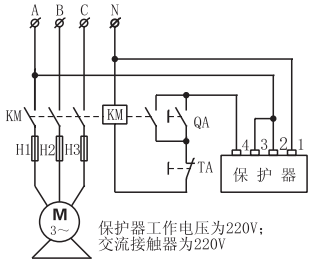 A B C N
KM
KM
QA
H1 H2 H3
TA
4 3 2 1
保护器
M
3～
保护器工作电压为220V；
交流接触器为220V